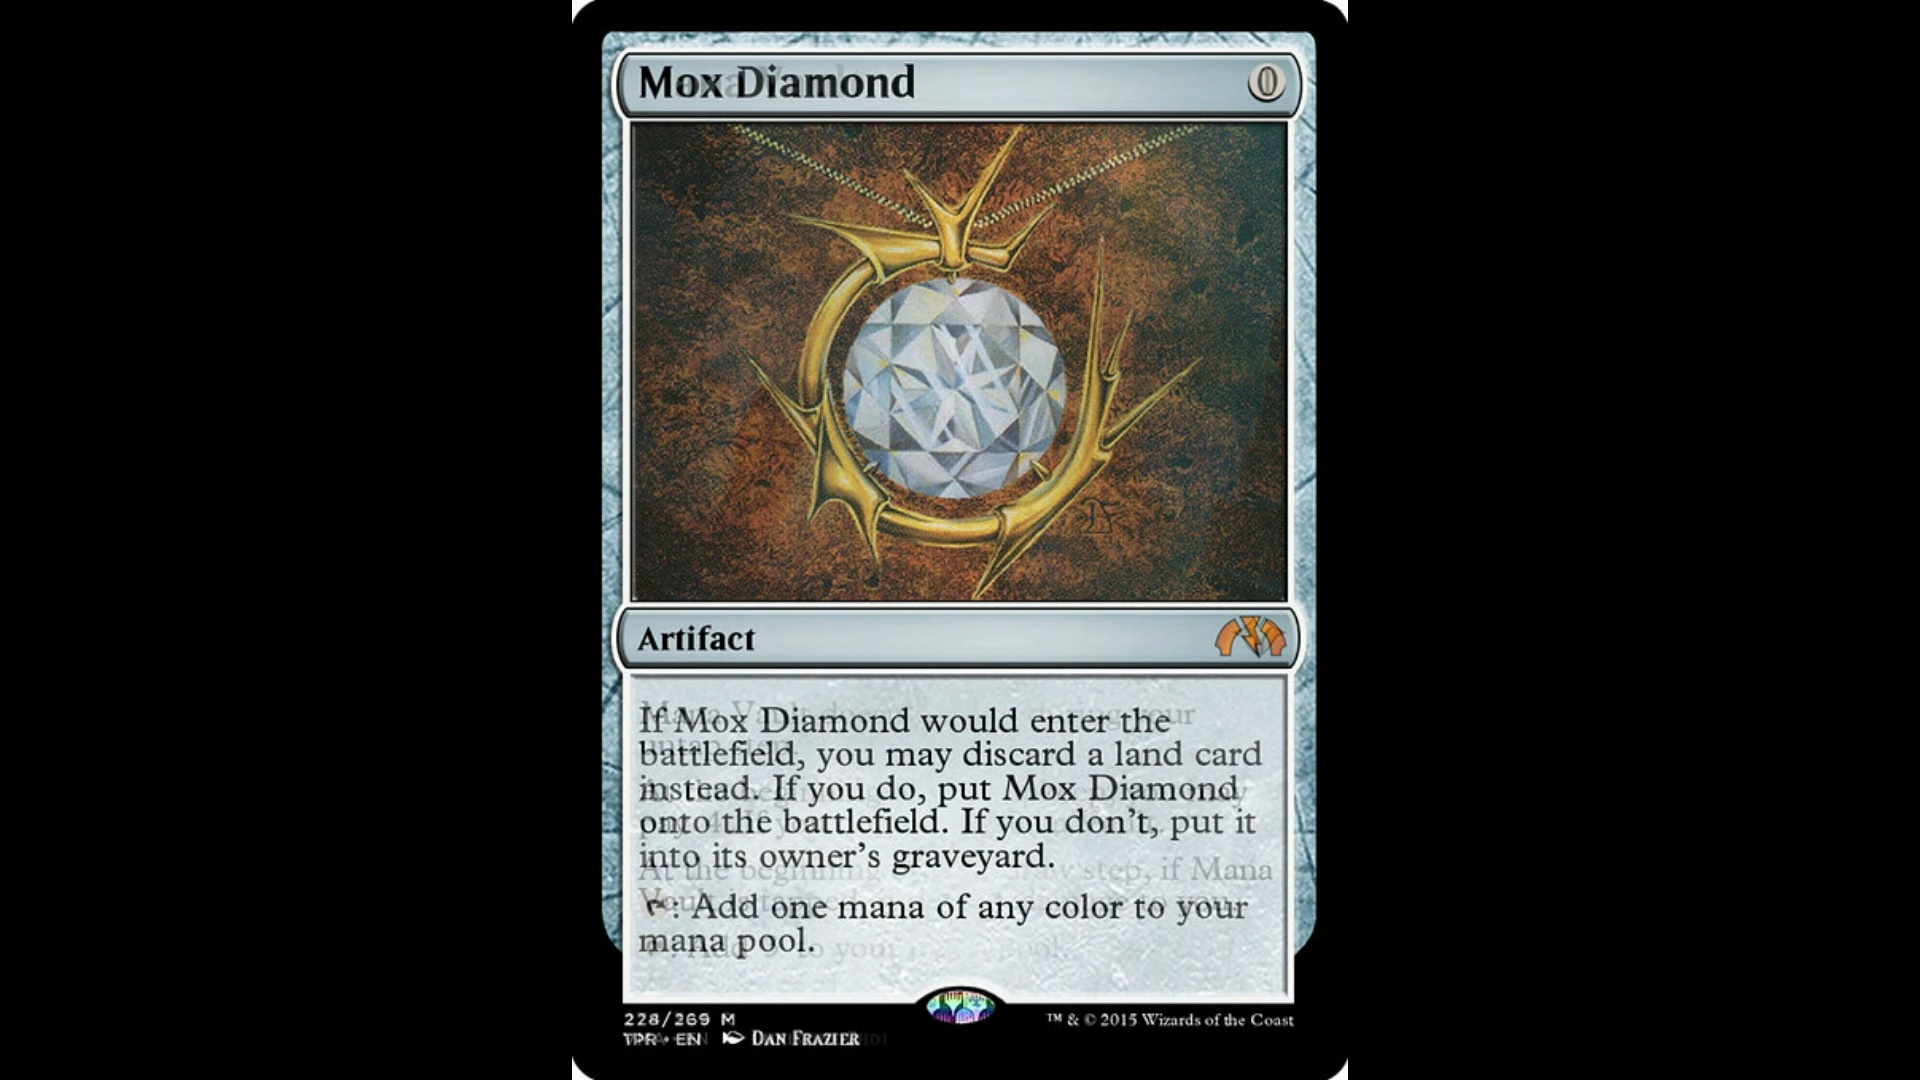 Mox Diamond
0
Artifact
If Mox Diamond would enter the
battlefield, you may discard a land card
instead. If you do, put Mox Diamond
onto the battlefield. If you don't, put it
into its owner's graveyard.
: Add one mana of any color to your
mana pool.
228/269 M
™ & © 2015 Wizards of the Coast
TPR • EN DAN FRAZIER